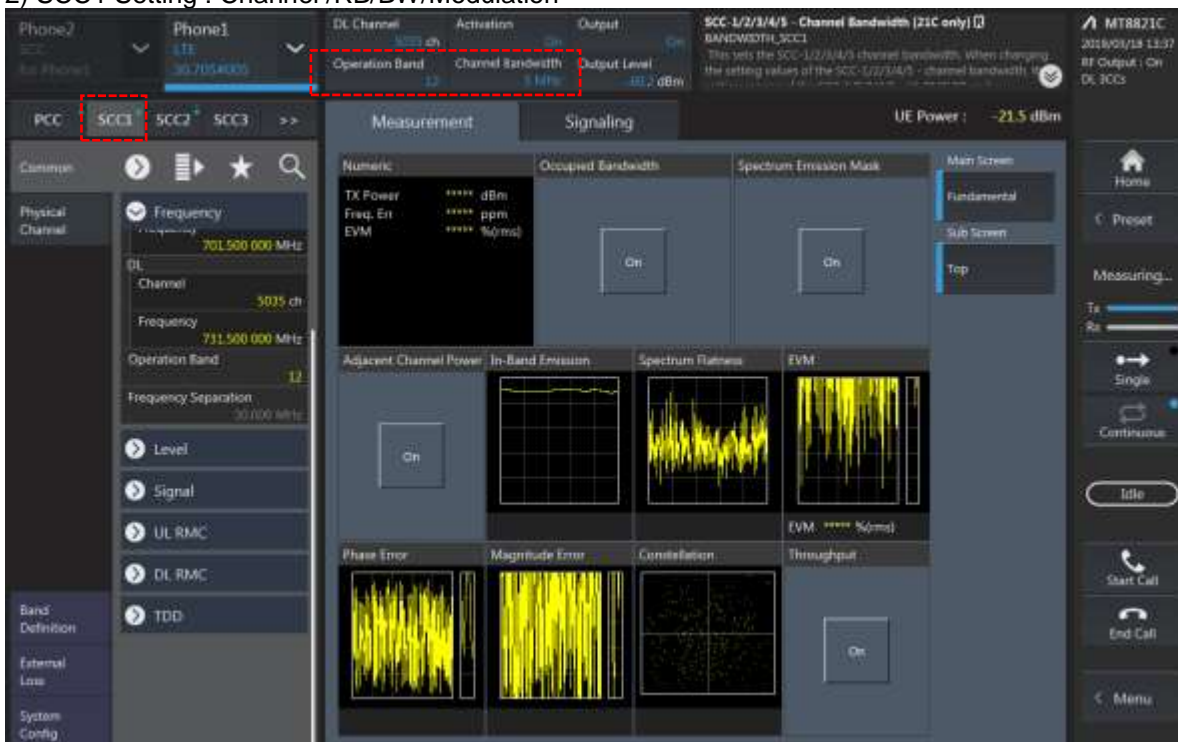 2) SCC1 Setting : Channel /RB/BW/Modulation
Phone2
Phone1
LTE
30.70S4#005
for Phone1
DL Channel
5035 ch
Activation
On
Output
On
Operation Band
12
Channel Bandwidth
5 MHz
Output Level
dBm
SCC-1/2/3/4/5 - Channel Bandwidth [21C only]
BANDWIDTH_SCC1
This sets the SCC-1/2/3/4/5 channel bandwidth. When changing
the setting values of the SCC-1/2/3/4/5 - channel bandwidth
MT8821C
2019/03/18 13:37
RF Output : On
DL 3CCs
PCC
SCC1
SCC2
SCC3
>>
Measurement
Signaling
UE Power : -21.5 dBm
Common
Physical
Channel
Band
Definition
External
Loss
System
Config
Frequency
Frequency
701.500 000 MHz
DL
Channel
5035 ch
Frequency
731.500 000 MHz
Operation Band
12
Frequency Separation
30.000 MHz
Level
Signal
UL RMC
DL RMC
TDD
Numeric
TX Power ***** dBm
Freq. Err ***** ppm
EVM ***** %(rms)
Occupied Bandwidth
On
Spectrum Emission Mask
On
Adjacent Channel Power
On
In-Band Emission
Spectrum Flatness
EVM
EVM ***** %(rms)
Phase Error
Magnitude Error
Constellation
Throughput
On
Main Screen
Fundamental
Sub Screen
Top
Home
< Preset
Measuring...
Tx
Rx
Single
Continuous
Idle
Start Call
End Call
< Menu